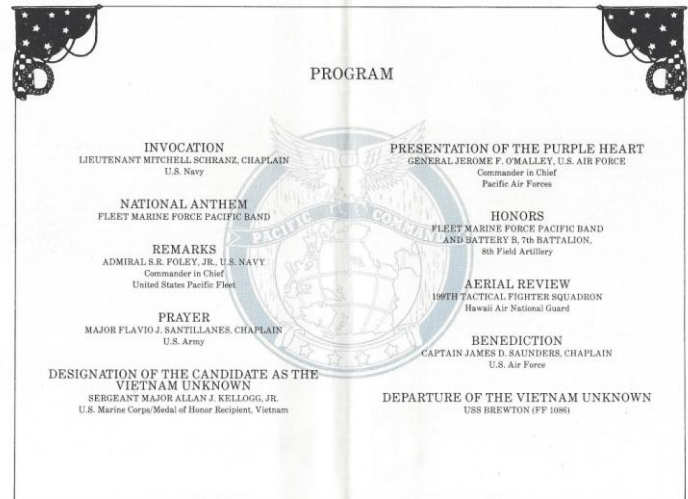 PROGRAM
INVOCATION
LIEUTENANT MITCHELL SCHRANZ, CHAPLAIN
U.S. Navy
NATIONAL ANTHEM
FLEET MARINE FORCE PACIFIC BAND
REMARKS
ADMIRAL S.R. FOLEY, JR., U.S. NAVY
Commander in Chief
United States Pacific Fleet
PRAYER
MAJOR FLAVIO J. SANTILLANES, CHAPLAIN
U.S. Army
DESIGNATION OF THE CANDIDATE AS THE
VIETNAM UNKNOWN
SERGEANT MAJOR ALLAN J. KELLOGG, JR.
U.S. Marine Corps/Medal of Honor Recipient, Vietnam
PRESENTATION OF THE PURPLE HEART
GENERAL JEROME F. O'MALLEY, U.S. AIR FORCE
Commander in Chief
Pacific Air Forces
HONORS
FLEET MARINE FORCE PACIFIC BAND
AND BATTERY B, 7th BATTALION,
8th Field Artillery
AERIAL REVIEW
199TH TACTICAL FIGHTER SQUADRON
Hawaii Air National Guard
BENEDICTION
CAPTAIN JAMES D. SAUNDERS, CHAPLAIN
U.S. Air Force
DEPARTURE OF THE VIETNAM UNKNOWN
USS BREWTON (FF 1086)
PACIFIC COMMAND